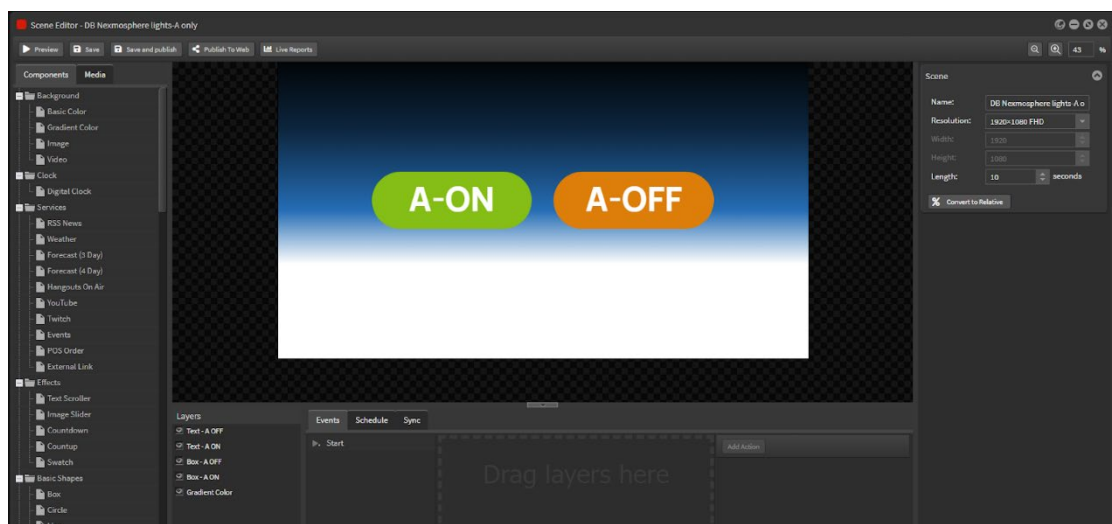 Scene Editor - DB Nexmosphere lights-A only
Preview Save Save and publish Publish To Web Live Reports 43 %
Components Media
Background
Basic Color
Gradient Color
Image
Video
Clock
Digital Clock
Services
RSS News
Weather
Forecast (3 Day)
Forecast (4 Day)
Hangouts On Air
YouTube
Twitch
Events
POS Order
External Link
Effects
Text Scroller
Image Slider
Countdown
Countup
Swatch
Basic Shapes
Box
Circle
A-ON A-OFF
Layers
Text - A OFF
Text - A ON
Box - A OFF
Box - A ON
Gradient Color
Events Schedule Sync
Start
Drag layers here
Add Action
Scene
Name: DB Nexmosphere lights-A o
Resolution: 1920×1080 FHD
Width: 1920
Height: 1080
Length: 10 seconds
Convert to Relative